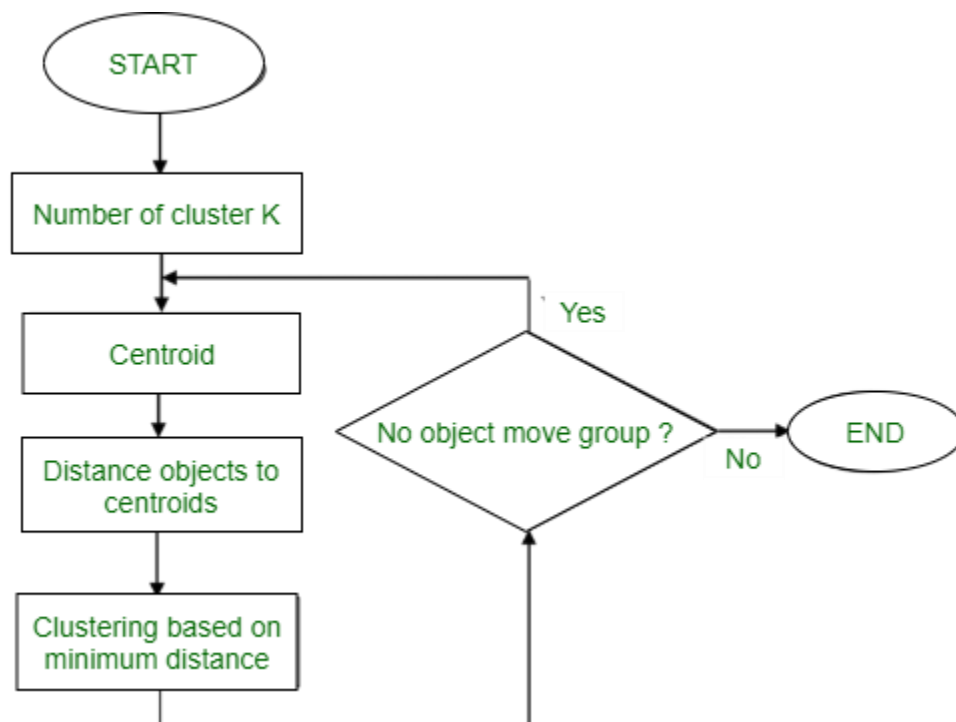 START
Number of cluster K
Centroid
Distance objects to
centroids
Clustering based on
minimum distance
Yes
No object move group ?
No
END